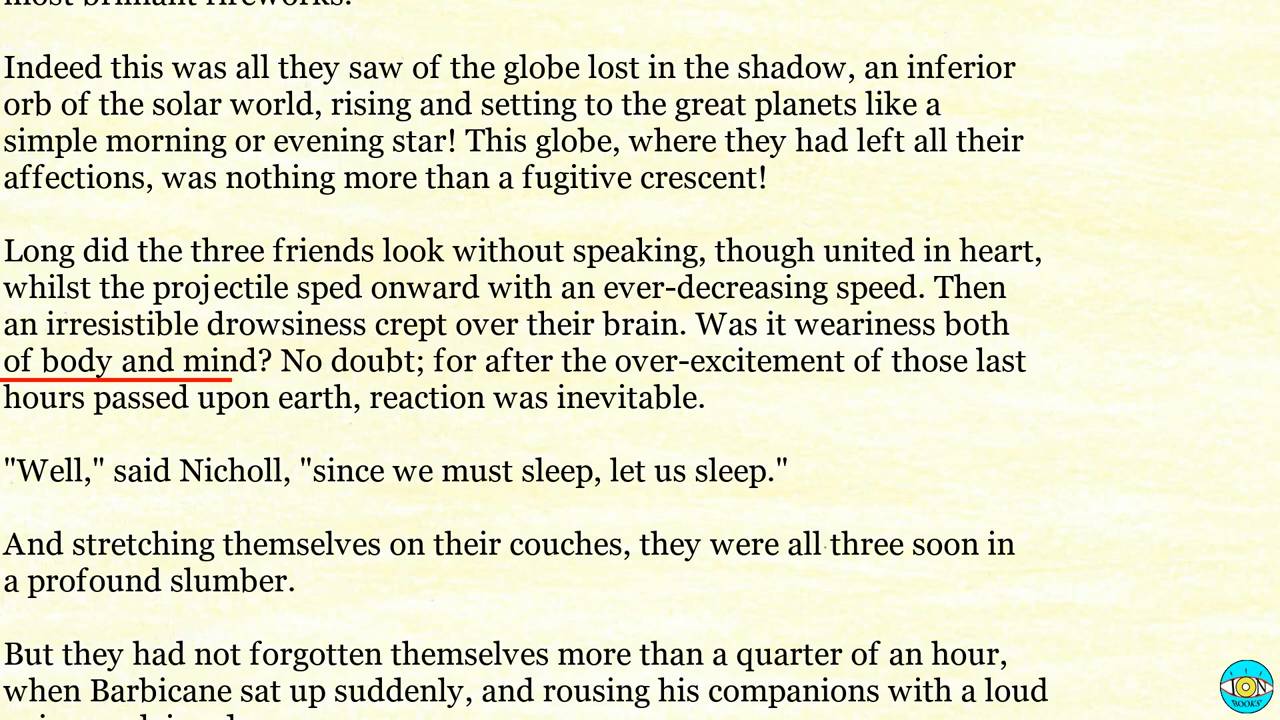 most brilliant fireworks.
Indeed this was all they saw of the globe lost in the shadow, an inferior
orb of the solar world, rising and setting to the great planets like a
simple morning or evening star! This globe, where they had left all their
affections, was nothing more than a fugitive crescent!
Long did the three friends look without speaking, though united in heart,
whilst the projectile sped onward with an ever-decreasing speed. Then
an irresistible drowsiness crept over their brain. Was it weariness both
of body and mind? No doubt; for after the over-excitement of those last
hours passed upon earth, reaction was inevitable.
"Well," said Nicholl, "since we must sleep, let us sleep."
And stretching themselves on their couches, they were all three soon in
a profound slumber.
But they had not forgotten themselves more than a quarter of an hour,
when Barbicane sat up suddenly, and rousing his companions with a loud
ION
BOOKS